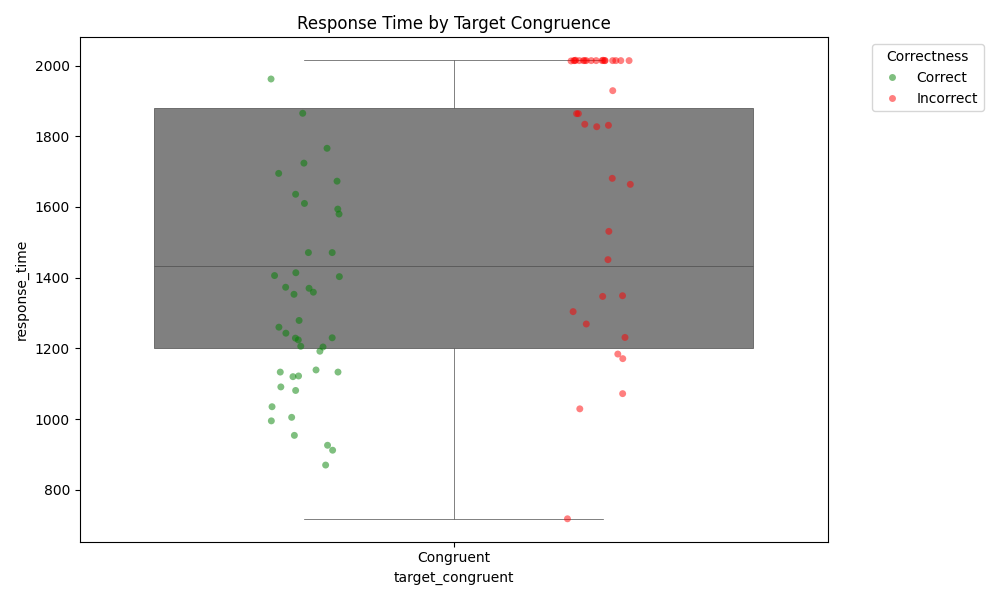 Response Time by Target Congruence
Correctness
Correct
Incorrect
response_time
2000
1800
1600
1400
1200
1000
800
Congruent
target_congruent